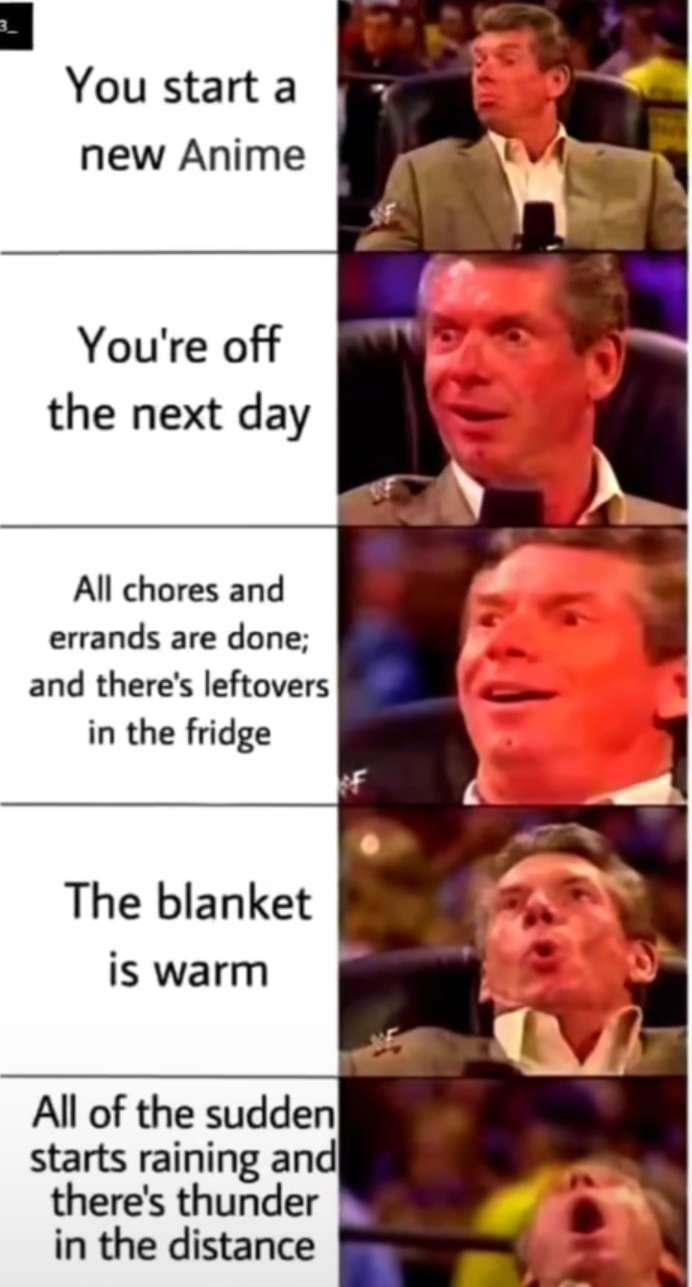 3_
You start a
new Anime
You're off
the next day
All chores and
errands are done;
and there's leftovers
in the fridge
The blanket
is warm
All of the sudden
starts raining and
there's thunder
in the distance